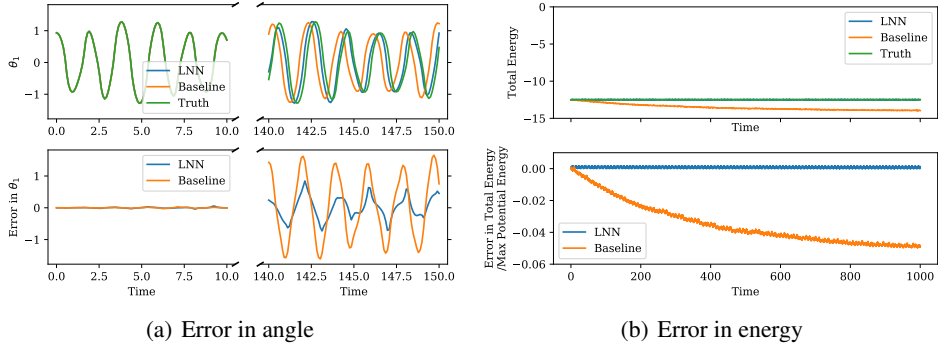 1
0
−1
θ1
LNN
Baseline
Truth
0.0 2.5 5.0 7.5 10.0
140.0 142.5 145.0 147.5 150.0
1
0
−1
Error in θ1
LNN
Baseline
0.0 2.5 5.0 7.5 10.0
140.0 142.5 145.0 147.5 150.0
Time
Time
(a) Error in angle
0
−5
−10
−15
Total Energy
LNN
Baseline
Truth
Time
0.00
−0.02
−0.04
−0.06
Error in Total Energy
/Max Potential Energy
LNN
Baseline
0 200 400 600 800 1000
Time
(b) Error in energy